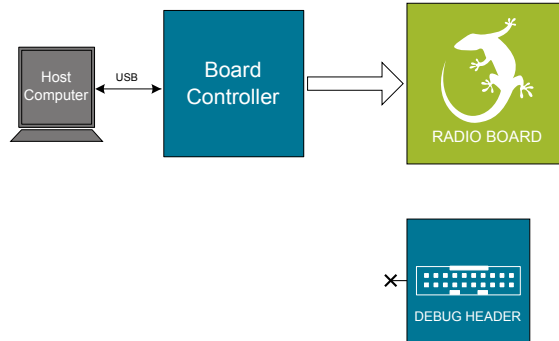 Host
Computer
USB
Board
Controller
RADIO BOARD
DEBUG HEADER